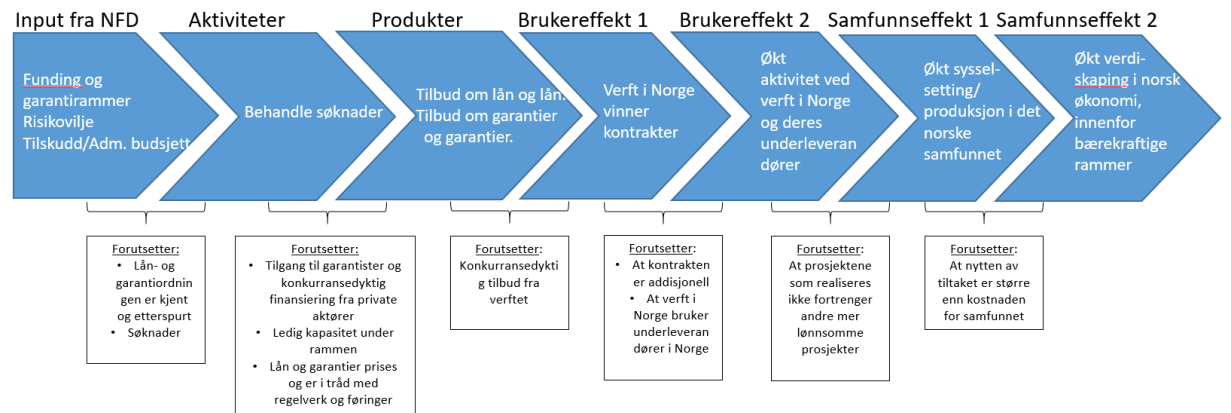 Input fra NFD
Aktiviteter
Produkter
Brukereffekt 1
Brukereffekt 2
Samfunnseffekt 1
Samfunnseffekt 2
Funding og
garantirammer
Risikovilje
Tilskudd/Adm. budsjett
Behandle søknader
Tilbud om lån og lån.
Tilbud om garantier
og garantier.
Verft i Norge
vinner
kontrakter
Økt
aktivitet ved
verft i Norge
og deres
underleveran
dører
Økt syssel-
setting/
produksjon i det
norske
samfunnet
Økt verdi-
skaping i norsk
økonomi,
innenfor
bærekraftige
rammer
Forutsetter:
• Lån- og
garantiordnin
gen er kjent
og etterspurt
• Søknader
Forutsetter:
• Tilgang til garantister og
konkurransedyktig
finansiering fra private
aktører
• Ledig kapasitet under
rammen
• Lån og garantier prises
og er i tråd med
regelverk og føringer
Forutsetter:
Konkurransedykti
g tilbud fra
verftet
Forutsetter:
• At kontrakten
er addisjonell
• At verft i
Norge bruker
underleveran
dører i Norge
Forutsetter:
At prosjektene
som realiseres
ikke fortrenger
andre mer
lønnsomme
prosjekter
Forutsetter:
At nytten av
tiltaket er større
enn kostnaden
for samfunnet